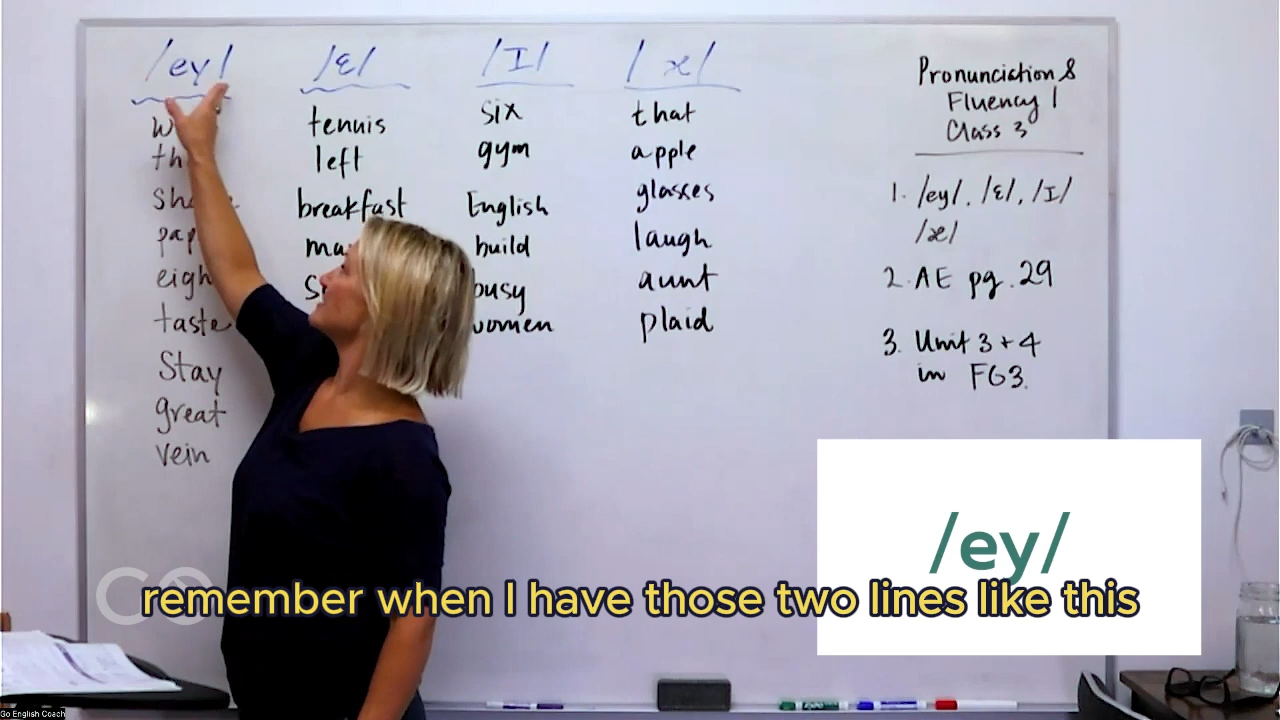 /ey/
/ɛ/
tennis
left
breakfast
/I/
six
gym
English
build
busy
women
/æ/
that
apple
glasses
laugh
aunt
plaid
taste
Stay
great
vein
Pronunciation &
Fluency 1
Class 3
1. /ey/, /ɛ/, /I/
/æ/
2. AE pg. 29
3. Unit 3 + 4
in FG3.
/ey/
remember when I have those two lines like this
Go English Coach